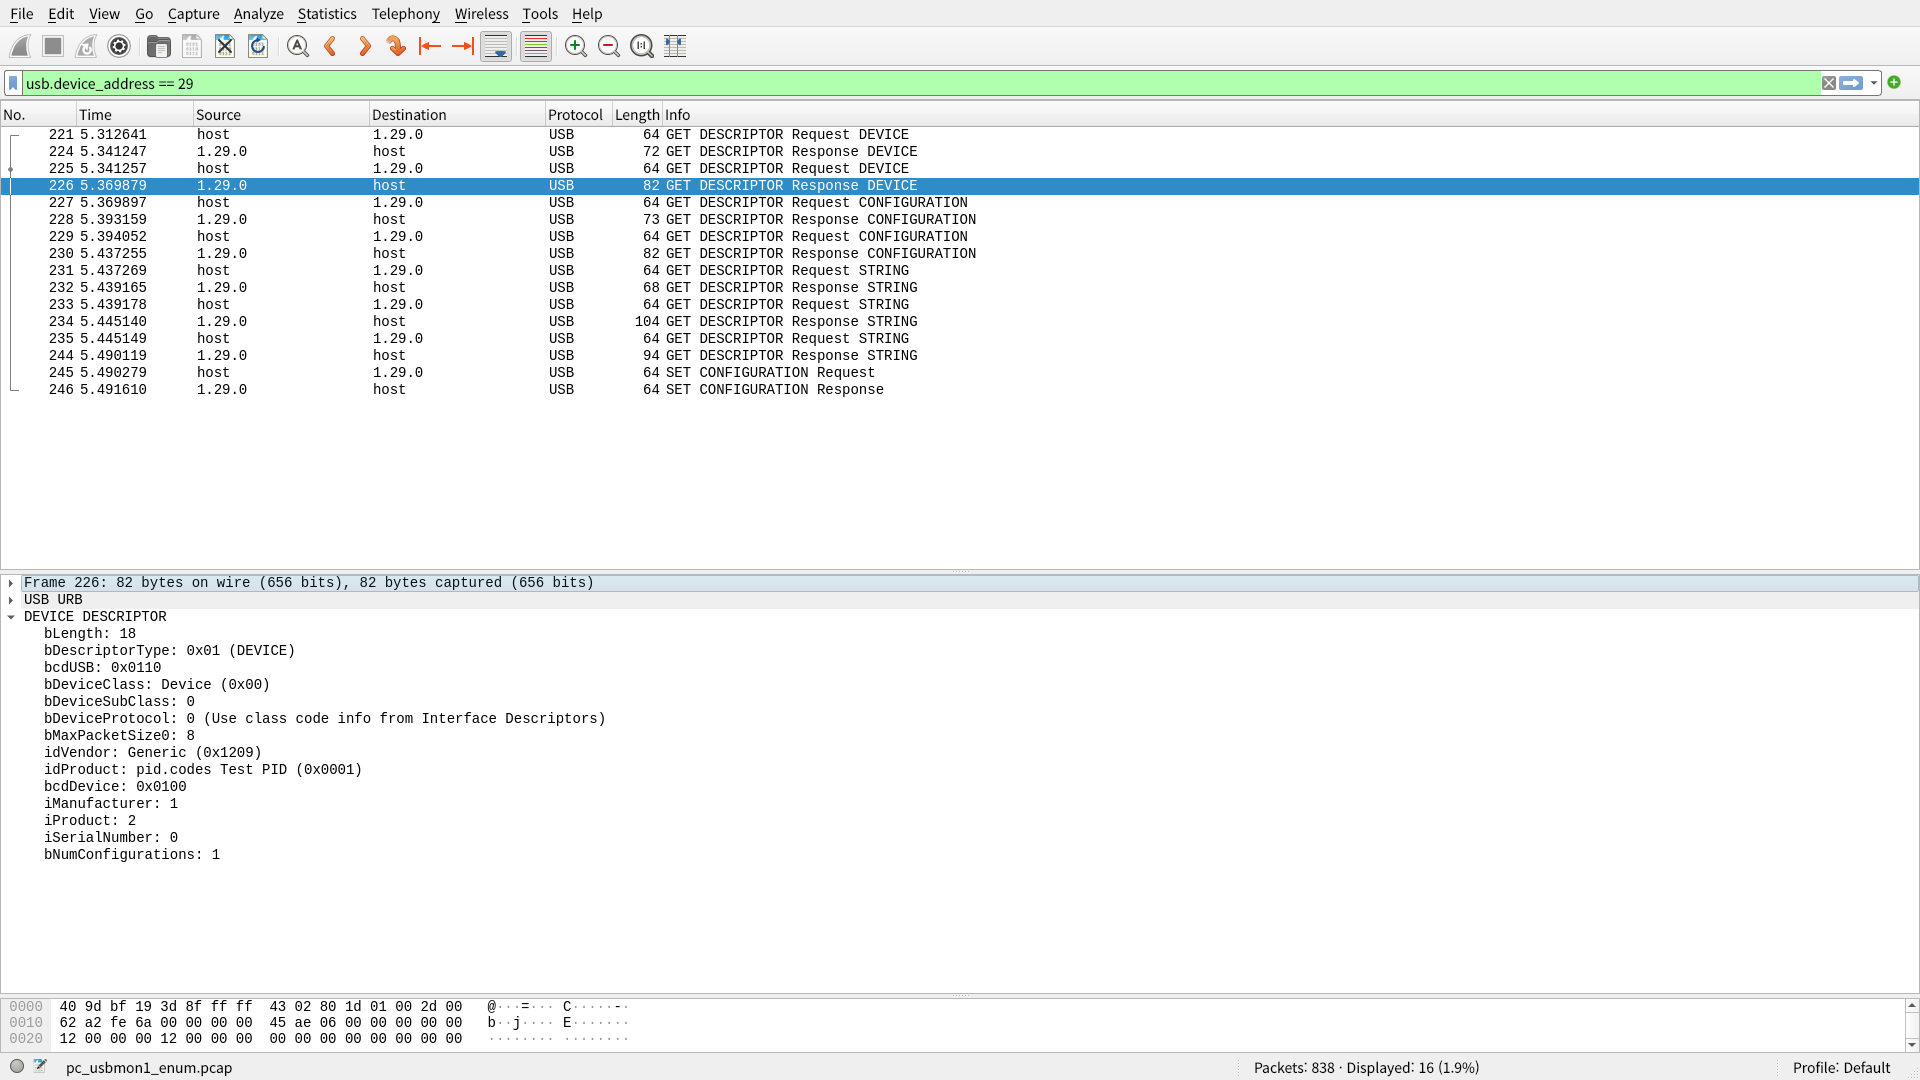 File Edit View Go Capture Analyze Statistics Telephony Wireless Tools Help
usb.device_address == 29
No. Time Source Destination Protocol Length Info
221 5.312641 host 1.29.0 USB 64 GET DESCRIPTOR Request DEVICE
224 5.341247 1.29.0 host USB 72 GET DESCRIPTOR Response DEVICE
225 5.341257 host 1.29.0 USB 64 GET DESCRIPTOR Request DEVICE
226 5.369879 1.29.0 host USB 82 GET DESCRIPTOR Response DEVICE
227 5.369897 host 1.29.0 USB 64 GET DESCRIPTOR Request CONFIGURATION
228 5.393159 1.29.0 host USB 73 GET DESCRIPTOR Response CONFIGURATION
229 5.394052 host 1.29.0 USB 64 GET DESCRIPTOR Request CONFIGURATION
230 5.437255 1.29.0 host USB 82 GET DESCRIPTOR Response CONFIGURATION
231 5.437269 host 1.29.0 USB 64 GET DESCRIPTOR Request STRING
232 5.439165 1.29.0 host USB 68 GET DESCRIPTOR Response STRING
233 5.439178 host 1.29.0 USB 64 GET DESCRIPTOR Request STRING
234 5.445140 1.29.0 host USB 104 GET DESCRIPTOR Response STRING
235 5.445149 host 1.29.0 USB 64 GET DESCRIPTOR Request STRING
244 5.490119 1.29.0 host USB 94 GET DESCRIPTOR Response STRING
245 5.490279 host 1.29.0 USB 64 SET CONFIGURATION Request
246 5.491610 1.29.0 host USB 64 SET CONFIGURATION Response
Frame 226: 82 bytes on wire (656 bits), 82 bytes captured (656 bits)
USB URB
DEVICE DESCRIPTOR
bLength: 18
bDescriptorType: 0x01 (DEVICE)
bcdUSB: 0x0110
bDeviceClass: Device (0x00)
bDeviceSubClass: 0
bDeviceProtocol: 0 (Use class code info from Interface Descriptors)
bMaxPacketSize0: 8
idVendor: Generic (0x1209)
idProduct: pid.codes Test PID (0x0001)
bcdDevice: 0x0100
iManufacturer: 1
iProduct: 2
iSerialNumber: 0
bNumConfigurations: 1
0000 40 9d bf 19 3d 8f ff ff 43 02 80 1d 01 00 2d 00 @···=··· C·····-·
0010 62 a2 fe 6a 00 00 00 00 45 ae 06 00 00 00 00 00 b··j···· E·······
0020 12 00 00 00 12 00 00 00 00 00 00 00 00 00 00 00 ········ ········
pc_usbmon1_enum.pcap Packets: 838 · Displayed: 16 (1.9%) Profile: Default